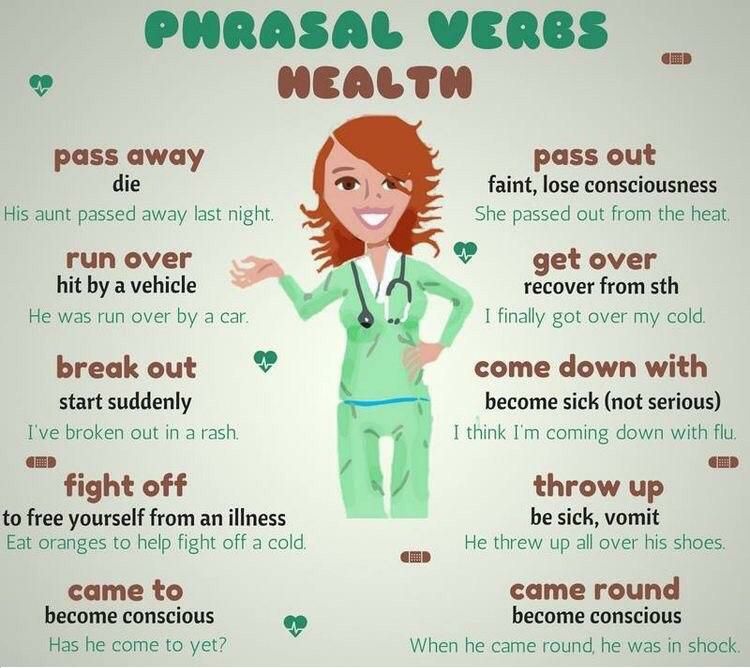 PHRASAL VERBS
HEALTH
pass away
die
His aunt passed away last night.
run over
hit by a vehicle
He was run over by a car.
break out
start suddenly
I've broken out in a rash.
fight off
to free yourself from an illness
Eat oranges to help fight off a cold.
came to
become conscious
Has he come to yet?
pass out
faint, lose consciousness
She passed out from the heat.
get over
recover from sth
I finally got over my cold.
come down with
become sick (not serious)
I think I'm coming down with flu.
throw up
be sick, vomit
He threw up all over his shoes.
came round
become conscious
When he came round, he was in shock.